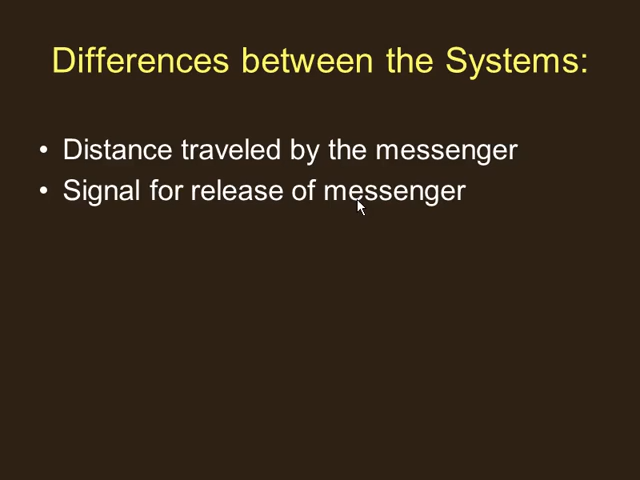 Differences between the Systems:
• Distance traveled by the messenger
• Signal for release of messenger